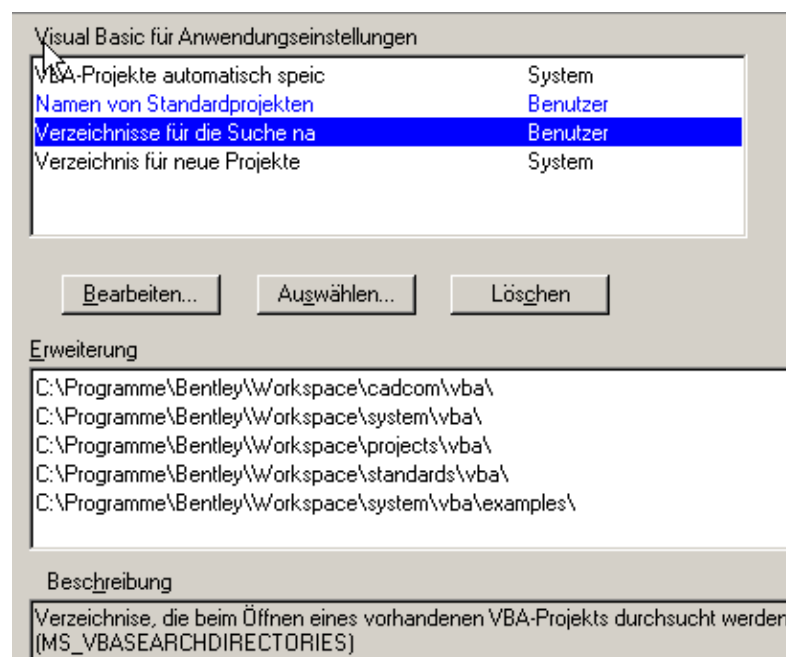 Visual Basic für Anwendungseinstellungen
VBA-Projekte automatisch speic System
Namen von Standardprojekten Benutzer
Verzeichnisse für die Suche na Benutzer
Verzeichnis für neue Projekte System
Bearbeiten... Auswählen... Löschen
Erweiterung
C:\Programme\Bentley\Workspace\cadcom\vba\
C:\Programme\Bentley\Workspace\system\vba\
C:\Programme\Bentley\Workspace\projects\vba\
C:\Programme\Bentley\Workspace\standards\vba\
C:\Programme\Bentley\Workspace\system\vba\examples\
Beschreibung
Verzeichnise, die beim Öffnen eines vorhandenen VBA-Projekts durchsucht werden
(MS_VBASEARCHDIRECTORIES)